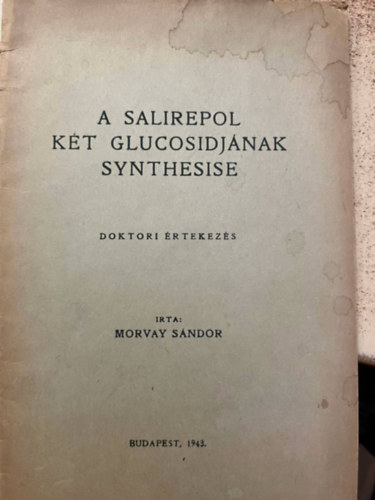 A SALIREPOL
KÉT GLUCOSIDJÁNAK
SYNTHESISE
DOKTORI ÉRTEKEZÉS
IRTA:
MORVAY SÁNDOR
BUDAPEST, 1943.